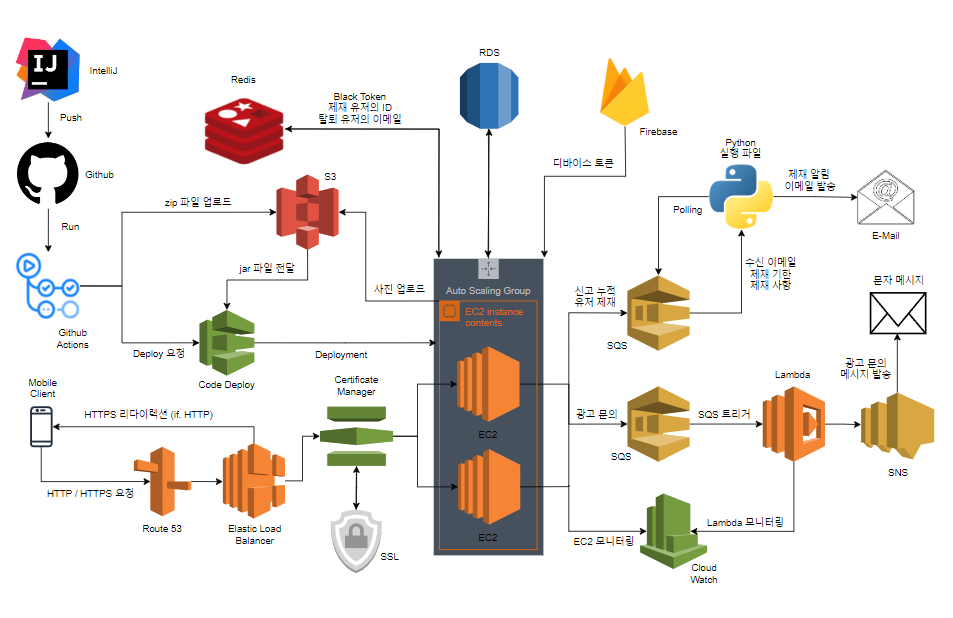 IJ
IntelliJ
Push
Github
Run
Github
Actions
Redis
Black Token
제재 유저의 ID
탈퇴 유저의 이메일
RDS
Firebase
디바이스 토큰
Python
실행 파일
Polling
제재 알림
이메일 발송
E-Mail
zip 파일 업로드
S3
jar 파일 전달
사진 업로드
Deploy 요청
Code Deploy
Deployment
Auto Scaling Group
EC2 instance
contents
EC2
EC2
신고 누적
유저 제재
SQS
수신 이메일
제재 기한
제재 사항
문자 메시지
광고 문의
메시지 발송
Mobile
Client
HTTPS 리다이렉션 (if. HTTP)
HTTP / HTTPS 요청
Route 53
Elastic Load
Balancer
Certificate
Manager
SSL
광고 문의
SQS
SQS 트리거
Lambda
SNS
EC2 모니터링
Lambda 모니터링
Cloud
Watch